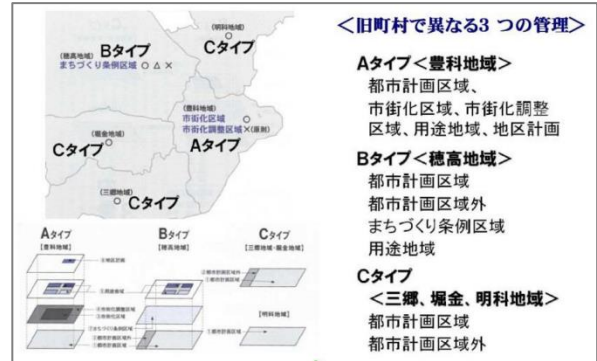 <旧町村で異なる3 つの管理>
(明科地域)
○
Cタイプ
Bタイプ
(穂高地域)
まちづくり条例区域 ○ △ ×
(豊科地域)
市街化区域 ○
市街化調整区域×(原則)
Aタイプ
(堀金地域)
○
Cタイプ
(三郷地域)
○ Cタイプ
Aタイプ<豊科地域>
都市計画区域、
市街化区域、市街化調整
区域、用途地域、地区計画
Bタイプ<穂高地域>
都市計画区域
都市計画区域外
まちづくり条例区域
用途地域
Cタイプ
<三郷、堀金、明科地域>
都市計画区域
都市計画区域外
Aタイプ
[豊科地域]
Bタイプ
[穂高地域]
Cタイプ
[三郷地域・堀金地域]
[明科地域]